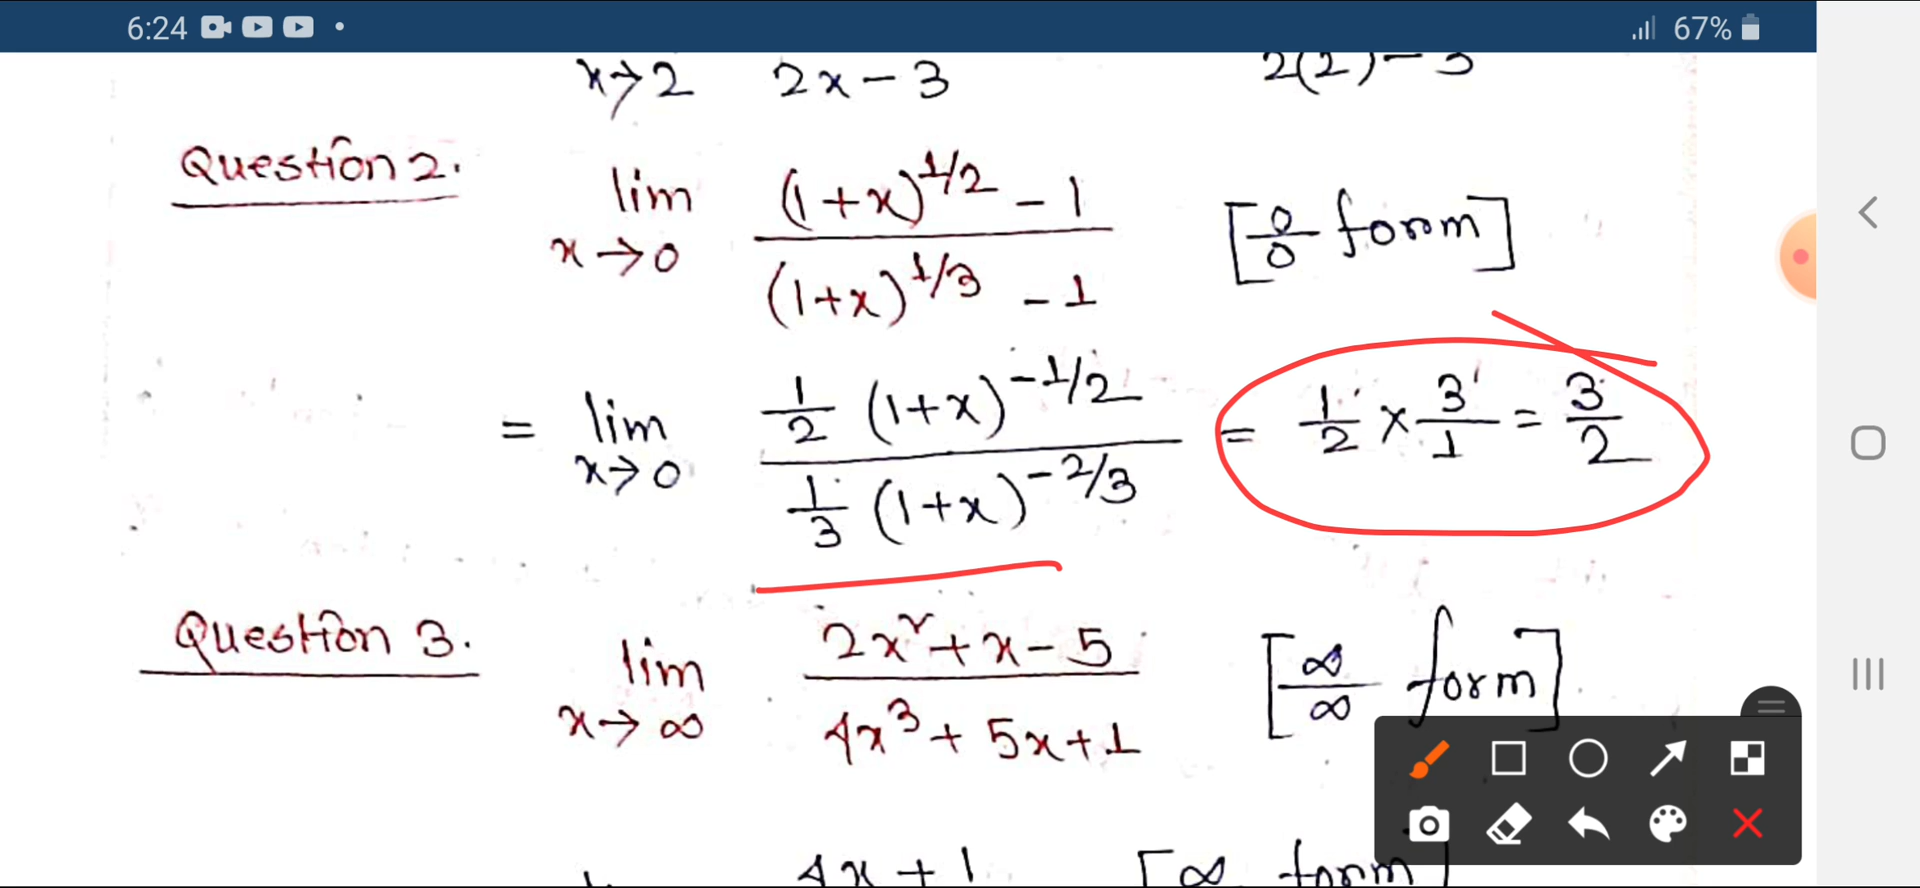 6:24 67%
x→2 2x-3 2(2)-3
Question 2. lim x→0 ((1+x)^1/2 - 1)/((1+x)^1/3 - 1) [0/0 form]
= lim x→0 (1/2 (1+x)^-1/2)/(1/3 (1+x)^-2/3) = 1/2 × 3/1 = 3/2
Question 3. lim x→∞ (2x²+x-5)/(4x³+5x+1) [∞/∞ form]
4x+1 [∞ form]